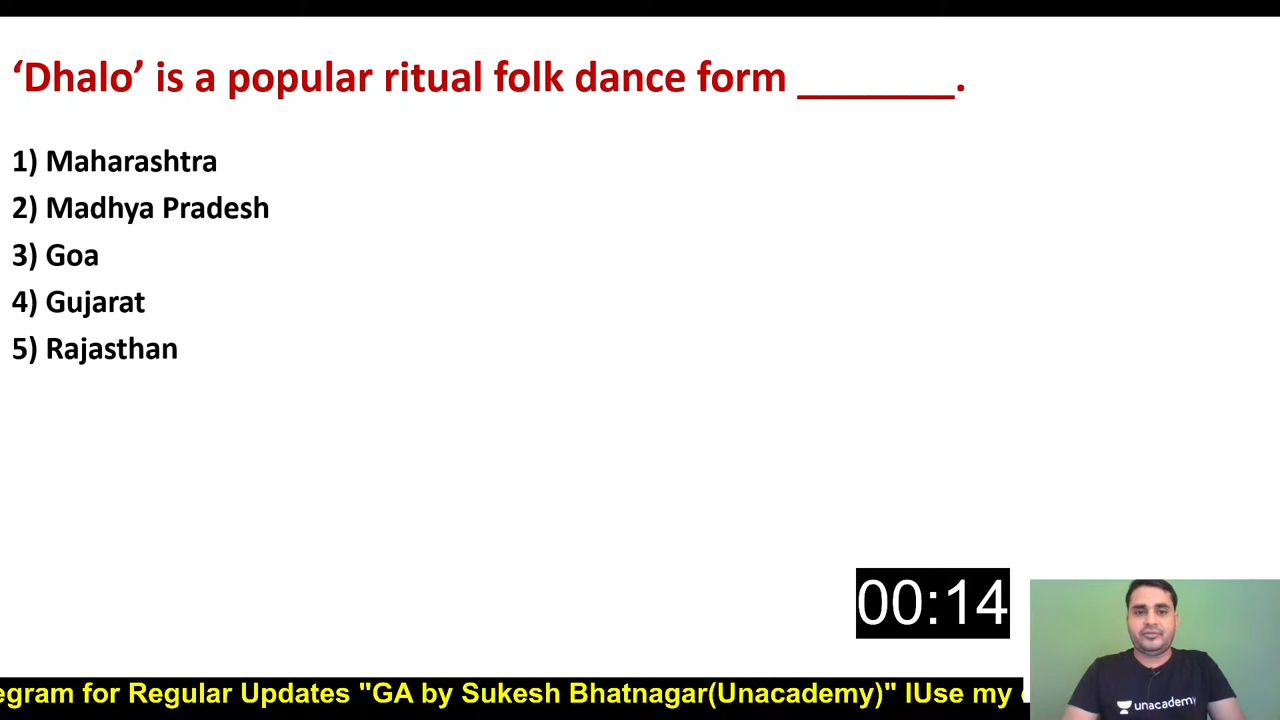 ‘Dhalo’ is a popular ritual folk dance form _______.
1) Maharashtra
2) Madhya Pradesh
3) Goa
4) Gujarat
5) Rajasthan
00:14
unacademy
egram for Regular Updates "GA by Sukesh Bhatnagar(Unacademy)" IUse my